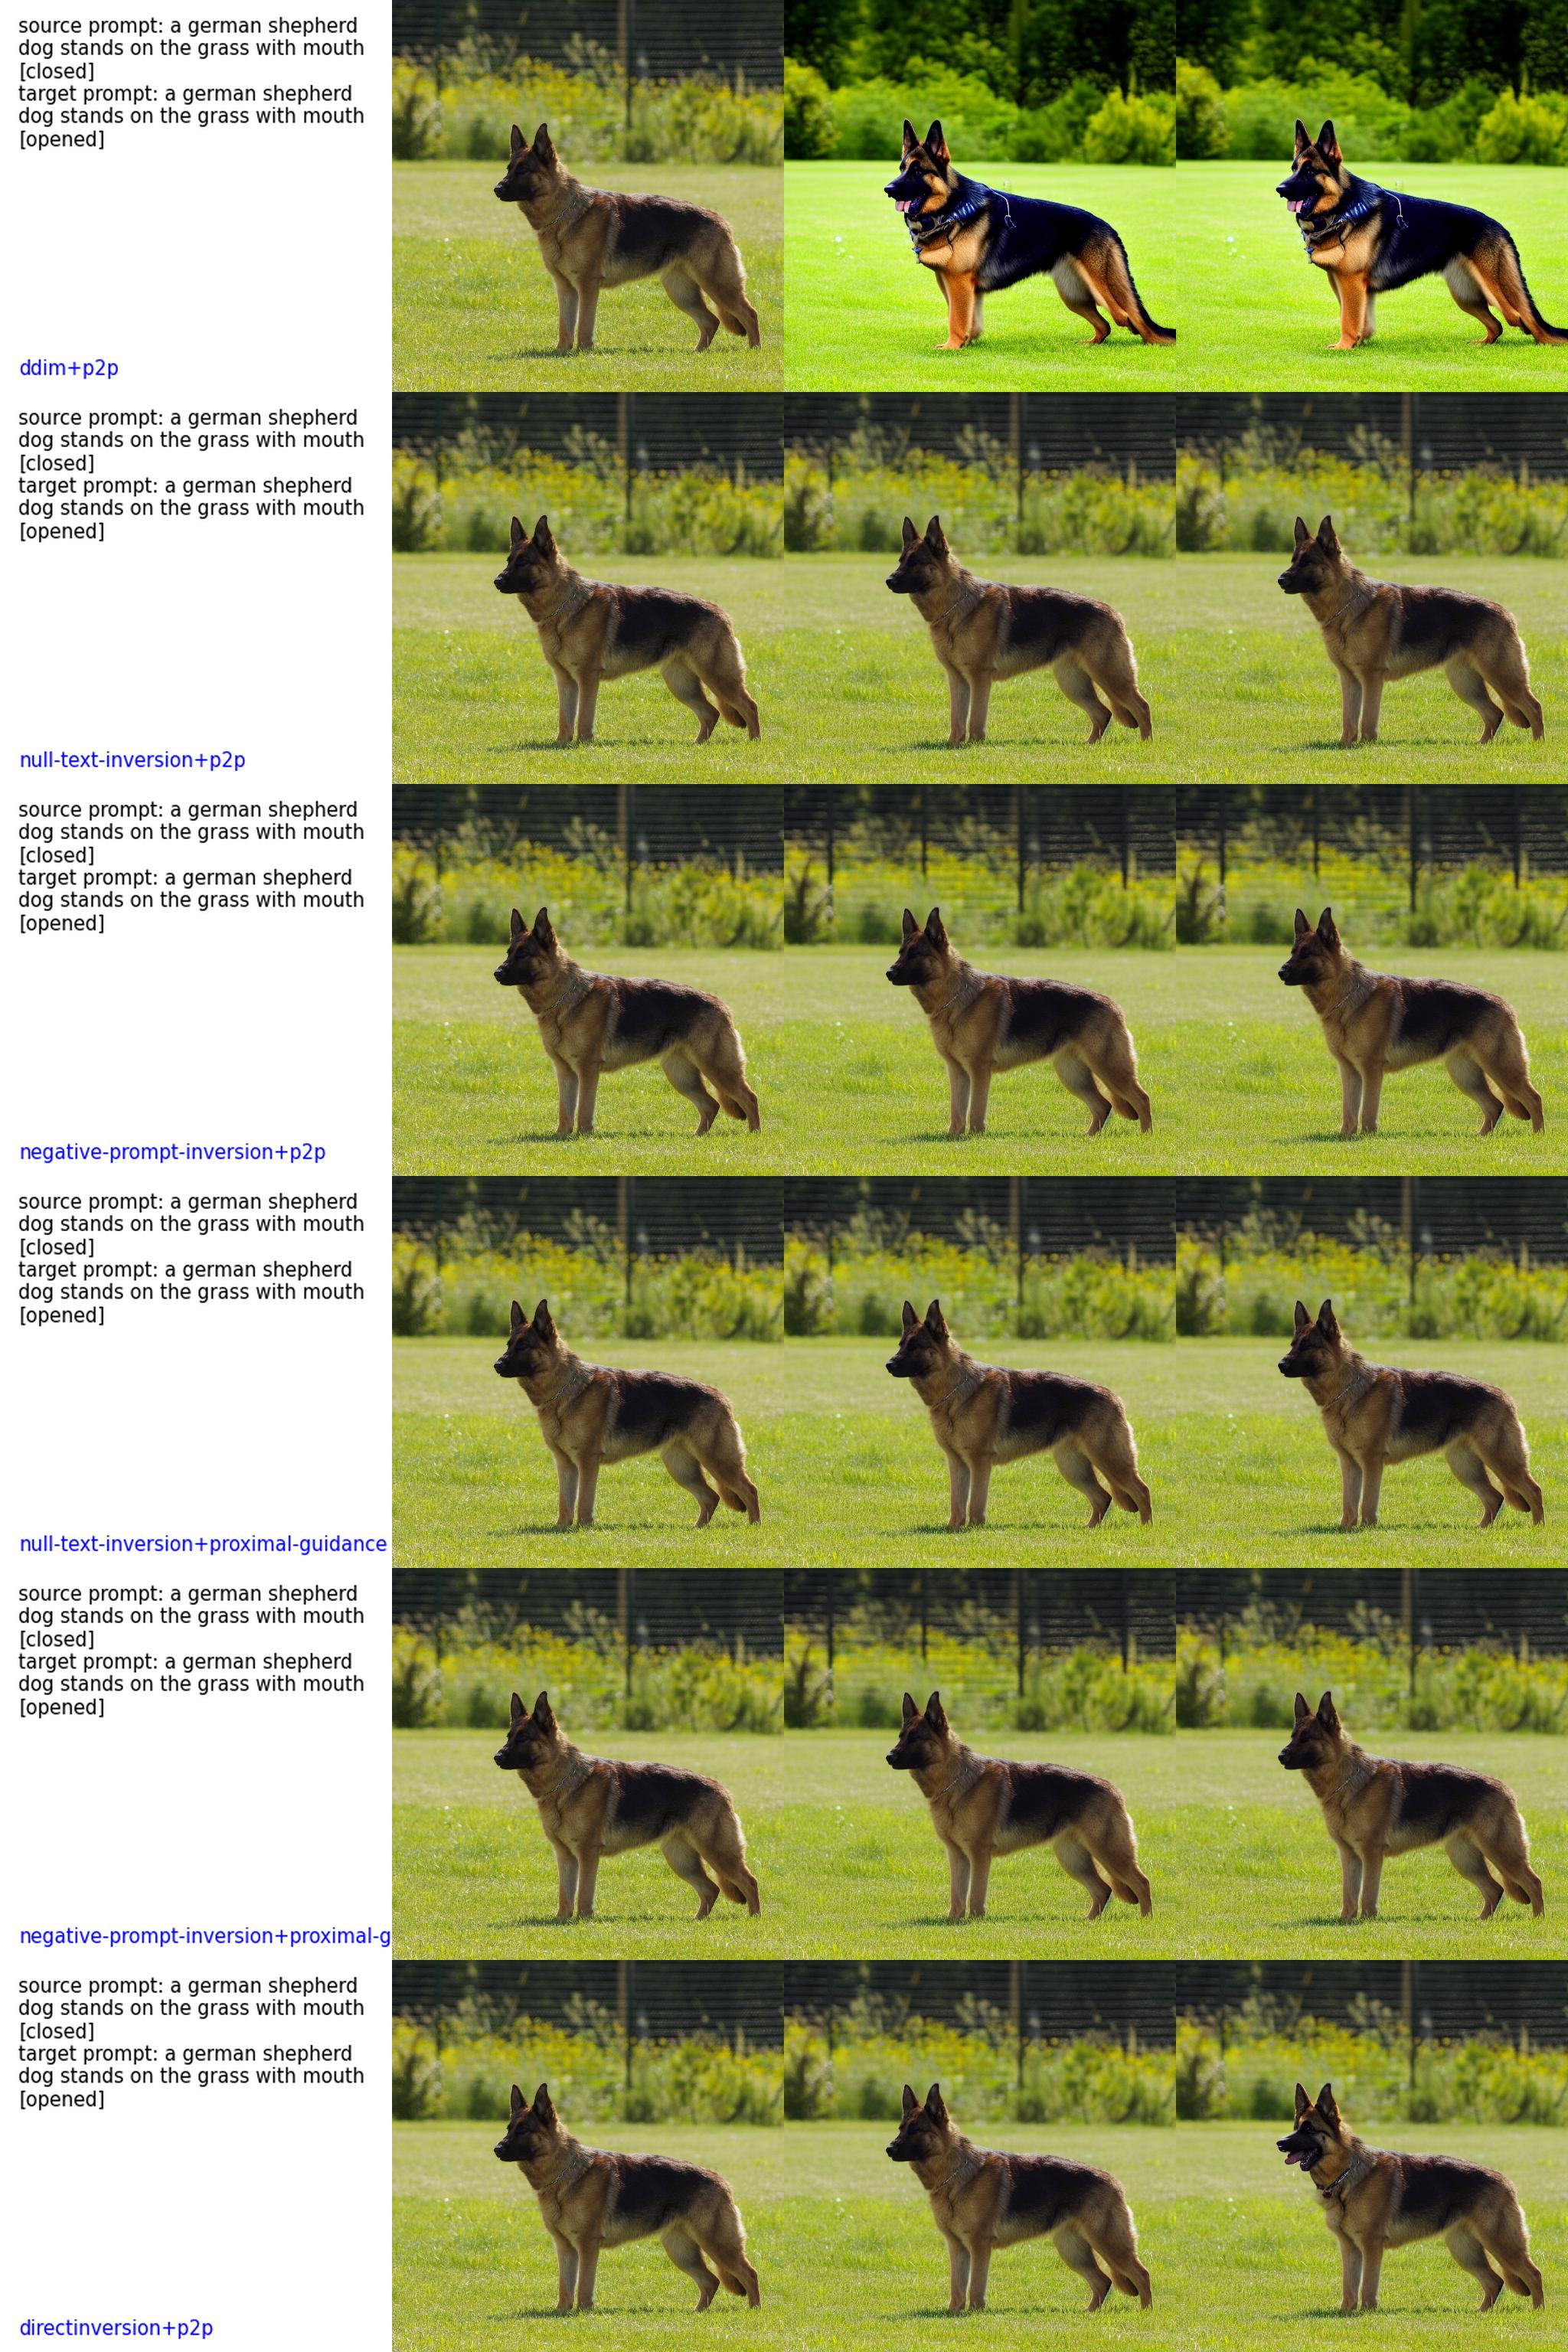 source prompt: a german shepherd
dog stands on the grass with mouth
[closed]
target prompt: a german shepherd
dog stands on the grass with mouth
[opened]
ddim+p2p
source prompt: a german shepherd
dog stands on the grass with mouth
[closed]
target prompt: a german shepherd
dog stands on the grass with mouth
[opened]
null-text-inversion+p2p
source prompt: a german shepherd
dog stands on the grass with mouth
[closed]
target prompt: a german shepherd
dog stands on the grass with mouth
[opened]
negative-prompt-inversion+p2p
source prompt: a german shepherd
dog stands on the grass with mouth
[closed]
target prompt: a german shepherd
dog stands on the grass with mouth
[opened]
null-text-inversion+proximal-guidance
source prompt: a german shepherd
dog stands on the grass with mouth
[closed]
target prompt: a german shepherd
dog stands on the grass with mouth
[opened]
negative-prompt-inversion+proximal-g
source prompt: a german shepherd
dog stands on the grass with mouth
[closed]
target prompt: a german shepherd
dog stands on the grass with mouth
[opened]
directinversion+p2p